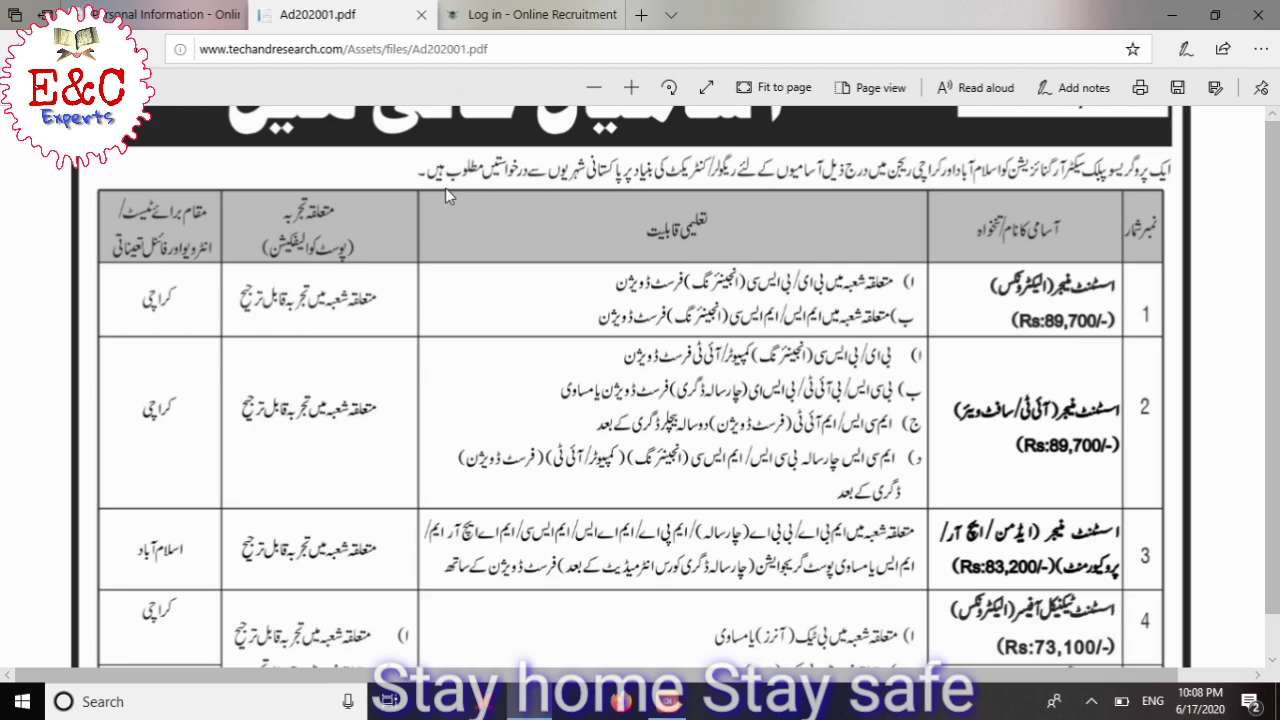 Personal Information - Onlin
Ad202001.pdf
Log in - Online Recruitment
www.techandresearch.com/Assets/files/Ad202001.pdf
Fit to page
Page view
Read aloud
Add notes
E&C
Experts
ایک پروگریسو پبلک سیکٹر آرگنائزیشن کو اسلام آباد اور کراچی ریجن میں درج ذیل آسامیوں کے لئے ریگولر/کنٹریکٹ کی بنیاد پر پاکستانی شہریوں سے درخواستیں مطلوب ہیں۔
نمبر شمار
آسامی کا نام/تنخواہ
تعلیمی قابلیت
متعلقہ تجربہ
(پوسٹ کوالیفکیشن)
مقام برائے ٹیسٹ/
انٹرویو اور فائنل تعیناتی
1
اسسٹنٹ منیجر (الیکٹرونکس)
(Rs:89,700/-)
ا) متعلقہ شعبہ میں بی ای/بی ایس سی (انجینئرنگ) فرسٹ ڈویژن
ب) متعلقہ شعبہ میں ایم ایس/ایم ایس سی (انجینئرنگ) فرسٹ ڈویژن
متعلقہ شعبہ میں تجربہ قابل ترجیح
کراچی
2
اسسٹنٹ منیجر (آئی ٹی/سافٹ ویئر)
(Rs:89,700/-)
ا) بی ای/بی ایس سی (انجینئرنگ) کمپیوٹر/آئی ٹی فرسٹ ڈویژن
ب) بی سی ایس/بی آئی ٹی/بی ایس ای (چار سالہ ڈگری) فرسٹ ڈویژن یا مساوی
ج) ایم سی ایس/ایم آئی ٹی (فرسٹ ڈویژن) دو سالہ بیچلر ڈگری کے بعد
د) ایم سی ایس چار سالہ بی سی ایس/ ایم ایس سی (انجینئرنگ) (کمپیوٹر/آئی ٹی) (فرسٹ ڈویژن)
ڈگری کے بعد
متعلقہ شعبہ میں تجربہ قابل ترجیح
کراچی
3
اسسٹنٹ منیجر (ایڈمن/ایچ آر/
پروکیورمنٹ) (Rs:83,200/-)
متعلقہ شعبہ میں ایم بی اے/بی بی اے (چار سالہ)/ایم پی اے/ایم اے ایس/ایم ایس سی/ایم اے ایچ آر ایم/
ایم ایس یا مساوی پوسٹ گریجوایشن (چار سالہ ڈگری کورس انٹرمیڈیٹ کے بعد) فرسٹ ڈویژن کے ساتھ
متعلقہ شعبہ میں تجربہ قابل ترجیح
اسلام آباد
4
اسسٹنٹ ٹیکنیکل آفیسر (الیکٹرونکس)
(Rs:73,100/-)
ا) متعلقہ شعبہ میں بی ٹیک (آنرز) یا مساوی
ا) متعلقہ شعبہ میں تجربہ قابل ترجیح
کراچی
Stay home Stay safe
Search
ENG
10:08 PM
6/17/2020
2